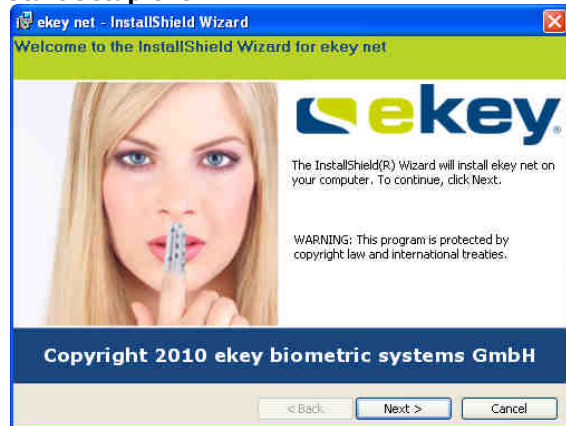 ekey net - InstallShield Wizard
Welcome to the InstallShield Wizard for ekey net
ekey®
The InstallShield(R) Wizard will install ekey net on
your computer. To continue, click Next.
WARNING: This program is protected by
copyright law and international treaties.
Copyright 2010 ekey biometric systems GmbH
< Back
Next >
Cancel